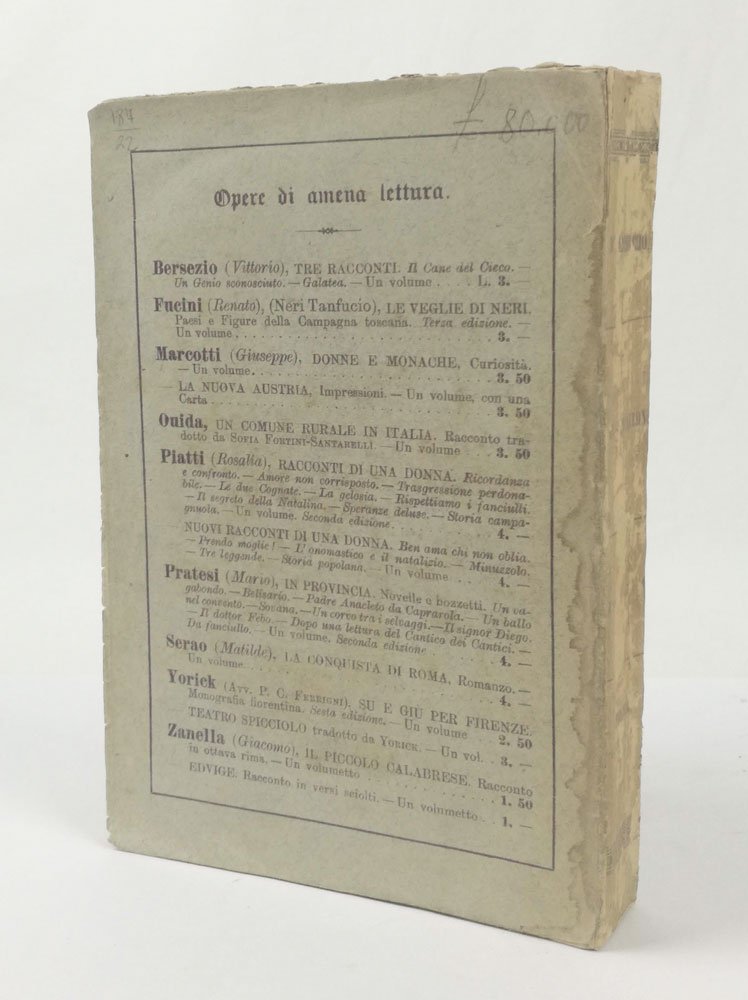 187
22
£ 80.000
Opere di amena lettura.
Bersezio (Vittorio), TRE RACCONTI. Il Cane del Cieco. —
Un Genio sconosciuto. — Galatea. — Un volume . . . . L. 3. —
Fucini (Renato), (Neri Tanfucio), LE VEGLIE DI NERI.
Paesi e Figure della Campagna toscana. Terza edizione. —
Un volume . . . . . . . . . . 3. —
Marcotti (Giuseppe), DONNE E MONACHE, Curiosità.
— Un volume . . . . . . . . . . 3. 50
— LA NUOVA AUSTRIA, Impressioni. — Un volume, con una
Carta . . . . . . . . . . 3. 50
Ouida, UN COMUNE RURALE IN ITALIA. Racconto tra-
dotto da SOFIA FORTINI-SANTARELLI. — Un volume . . 3. 50
Piatti (Rosalia), RACCONTI DI UNA DONNA. Ricordanza
e confronto. — Amore non corrisposto. — Trasgressione perdona-
bile. — Le due Cognate. — La gelosia. — Rispettiamo i fanciulli.
— Il segreto della Natalina. — Speranze deluse. — Storia campa-
gnuola. — Un volume. Seconda edizione . . . . . 4. —
NUOVI RACCONTI DI UNA DONNA. Ben ama chi non oblia.
— Prendo moglie! — L' onomastico e il natalizio. — Minuzzolo.
— Tre leggende. — Storia popolana. — Un volume . . . 4. —
Pratesi (Mario), IN PROVINCIA. Novelle e bozzetti. Un va-
gabondo. — Belisario. — Padre Anacleto da Caprarola. — Un ballo
nel convento. — Sovana. — Un corvo tra i selvaggi. — Il signor Diego.
— Il dottor Febo. — Dopo una lettura del Cantico dei Cantici. —
Da fanciullo. — Un volume. Seconda edizione . . . . 4. —
Serao (Matilde), LA CONQUISTA DI ROMA, Romanzo. —
Un volume . . . . . . . . . . 4. —
Yorick (AVV. P. C. FERRIGNI), SU E GIÙ PER FIRENZE.
Monografia fiorentina. Sesta edizione. — Un volume . . 2. 50
TEATRO SPICCIOLO tradotto da YORICK. — Un vol. . 3. —
Zanella (Giacomo), IL PICCOLO CALABRESE. Racconto
in ottava rima. — Un volumetto . . . . . . . . 1. 50
EDVIGE. Racconto in versi sciolti. — Un volumetto . . 1. —